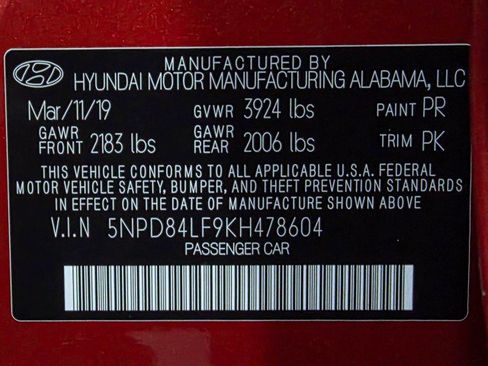 MANUFACTURED BY
HYUNDAI MOTOR MANUFACTURING ALABAMA, LLC
Mar/11/19 GVWR 3924 lbs PAINT PR
GAWR FRONT 2183 lbs GAWR REAR 2006 lbs TRIM PK
THIS VEHICLE CONFORMS TO ALL APPLICABLE U.S.A. FEDERAL
MOTOR VEHICLE SAFETY, BUMPER, AND THEFT PREVENTION STANDARDS
IN EFFECT ON THE DATE OF MANUFACTURE SHOWN ABOVE
V.I.N 5NPD84LF9KH478604
PASSENGER CAR